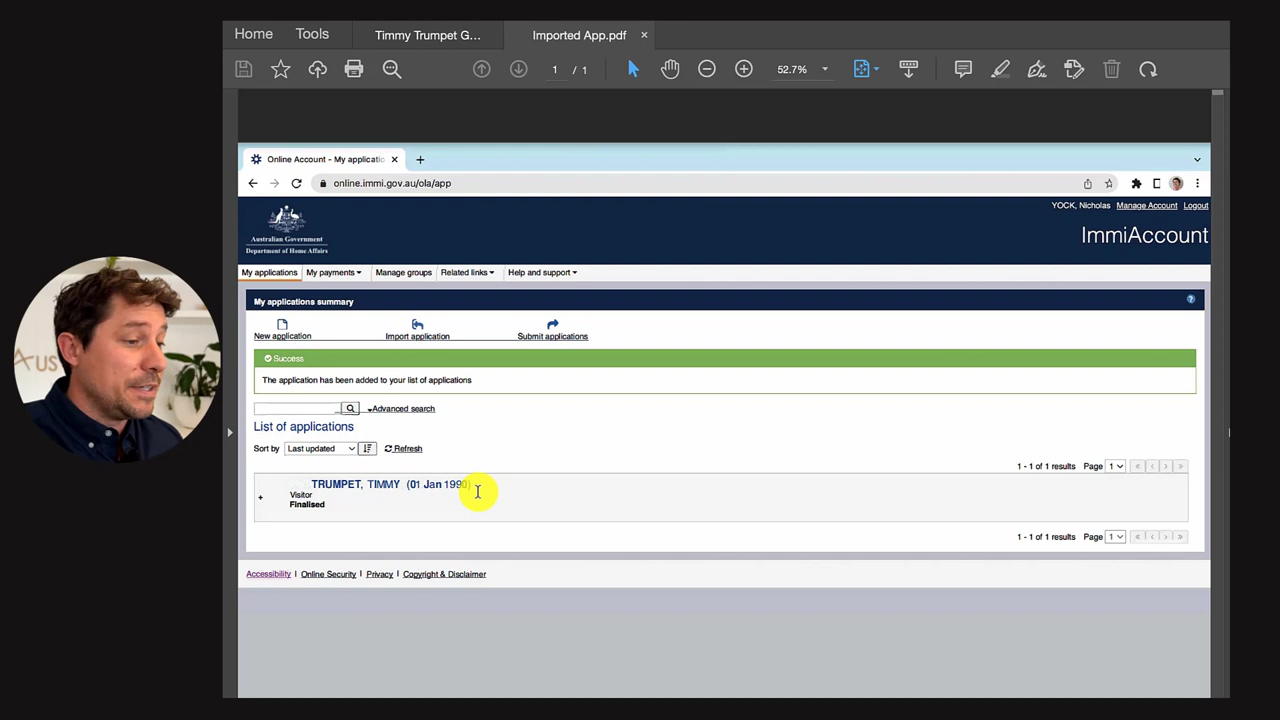 Home Tools Timmy Trumpet G... Imported App.pdf ×
1 / 1 52.7%
Online Account - My applicatio × +
online.immi.gov.au/ola/app
YOCK, Nicholas Manage Account Logout
Australian Government
Department of Home Affairs
ImmiAccount
My applications My payments Manage groups Related links Help and support
My applications summary
New application Import application Submit applications
Success
The application has been added to your list of applications
Advanced search
List of applications
Sort by Last updated Refresh
1 - 1 of 1 results Page 1
TRUMPET, TIMMY (01 Jan 1990)
Visitor
Finalised
1 - 1 of 1 results Page 1
Accessibility | Online Security | Privacy | Copyright & Disclaimer
AUS